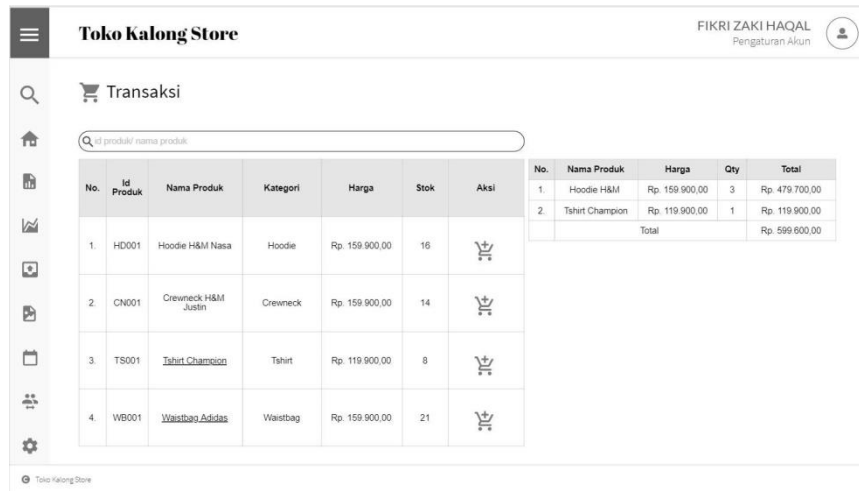 Toko Kalong Store
FIKRI ZAKI HAQAL
Pengaturan Akun
Transaksi
id produk/ nama produk
No. Id Produk Nama Produk Kategori Harga Stok Aksi
1. HD001 Hoodie H&M Nasa Hoodie Rp. 159.900,00 16
2. CN001 Crewneck H&M Justin Crewneck Rp. 159.900,00 14
3. TS001 Tshirt Champion Tshirt Rp. 119.900,00 8
4. WB001 Waistbag Adidas Waistbag Rp. 159.900,00 21
No. Nama Produk Harga Qty Total
1. Hoodie H&M Rp. 159.900,00 3 Rp. 479.700,00
2. Tshirt Champion Rp. 119.900,00 1 Rp. 119.900,00
Total Rp. 599.600,00
Toko Kalong Store